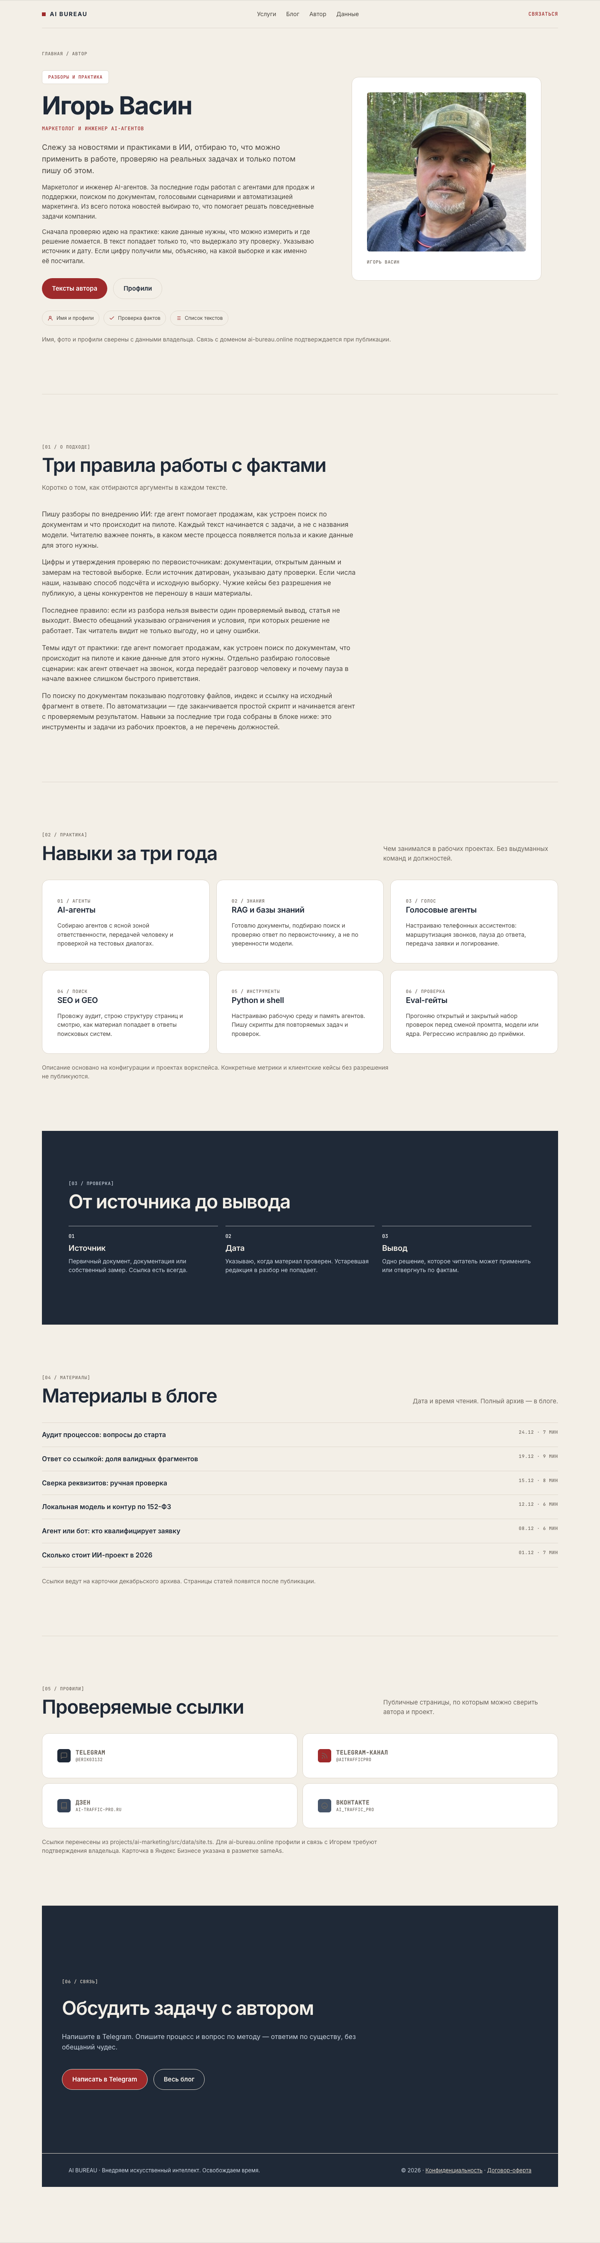 AI BUREAU
Услуги Блог Автор Данные
СВЯЗАТЬСЯ
ГЛАВНАЯ / АВТОР
РАЗБОРЫ И ПРАКТИКА
Игорь Васин
МАРКЕТОЛОГ И ИНЖЕНЕР AI-АГЕНТОВ
Слежу за новостями и практиками в ИИ, отбираю то, что можно
применить в работе, проверяю на реальных задачах и только потом
пишу об этом.
Маркетолог и инженер AI-агентов. За последние годы работал с агентами для продаж и
поддержки, поиском по документам, голосовыми сценариями и автоматизацией
маркетинга. Из всего потока новостей выбираю то, что помогает решать повседневные
задачи компании.
Сначала проверяю идею на практике: какие данные нужны, что можно измерить и где
решение ломается. В текст попадает только то, что выдержало эту проверку. Указываю
источник и дату. Если цифру получили мы, объясняю, на какой выборке и как именно
её посчитали.
Тексты автора
Профили
Имя и профили
Проверка фактов
Список текстов
Имя, фото и профили сверены с данными владельца. Связь с доменом ai-bureau.online подтверждается при публикации.
ИГОРЬ ВАСИН
[01 / О ПОДХОДЕ]
Три правила работы с фактами
Коротко о том, как отбираются аргументы в каждом тексте.
Пишу разборы по внедрению ИИ: где агент помогает продажам, как устроен поиск по
документам и что происходит на пилоте. Каждый текст начинается с задачи, а не с названия
модели. Читателю важнее понять, в каком месте процесса появляется польза и какие данные
для этого нужны.
Цифры и утверждения проверяю по первоисточникам: документации, открытым данным и
замерам на тестовой выборке. Если источник датирован, указываю дату проверки. Если числа
наши, называю способ подсчёта и исходную выборку. Чужие кейсы без разрешения не
публикую, а цены конкурентов не переношу в наши материалы.
Последнее правило: если из разбора нельзя вывести один проверяемый вывод, статья не
выходит. Вместо обещаний указываю ограничения и условия, при которых решение не
работает. Так читатель видит не только выгоду, но и цену ошибки.
Темы идут от практики: где агент помогает продажам, как устроен поиск по документам, что
происходит на пилоте и какие данные для этого нужны. Отдельно разбираю голосовые
сценарии: как агент отвечает на звонок, когда передаёт разговор человеку и почему пауза в
начале важнее слишком быстрого приветствия.
По поиску по документам показываю подготовку файлов, индекс и ссылку на исходный
фрагмент в ответе. По автоматизации — где заканчивается простой скрипт и начинается агент
с проверяемым результатом. Навыки за последние три года собраны в блоке ниже: это
инструменты и задачи из рабочих проектов, а не перечень должностей.
[02 / ПРАКТИКА]
Навыки за три года
Чем занимался в рабочих проектах. Без выдуманных
команд и должностей.
01 / АГЕНТЫ
AI-агенты
Собираю агентов с ясной зоной
ответственности, передачей человеку и
проверкой на тестовых диалогах.
02 / ЗНАНИЯ
RAG и базы знаний
Готовлю документы, подбираю поиск и
проверяю ответ по первоисточнику, а не по
уверенности модели.
03 / ГОЛОС
Голосовые агенты
Настраиваю телефонных ассистентов:
маршрутизация звонков, пауза до ответа,
передача заявки и логирование.
04 / ПОИСК
SEO и GEO
Провожу аудит, строю структуру страниц и
смотрю, как материал попадает в ответы
поисковых систем.
05 / ИНСТРУМЕНТЫ
Python и shell
Настраиваю рабочую среду и память агентов.
Пишу скрипты для повторяемых задач и
проверок.
06 / ПРОВЕРКА
Eval-гейты
Прогоняю открытый и закрытый набор
проверок перед сменой промпта, модели или
ядра. Регрессию исправляю до приёмки.
Описание основано на конфигурации и проектах воркспейса. Конкретные метрики и клиентские кейсы без разрешения
не публикуются.
[03 / ПРОВЕРКА]
От источника до вывода
01
Источник
Первичный документ, документация или
собственный замер. Ссылка есть всегда.
02
Дата
Указываю, когда материал проверен. Устаревшая
редакция в разбор не попадает.
03
Вывод
Одно решение, которое читатель может применить
или отвергнуть по фактам.
[04 / МАТЕРИАЛЫ]
Материалы в блоге
Дата и время чтения. Полный архив — в блоге.
Аудит процессов: вопросы до старта
24.12 · 7 МИН
Ответ со ссылкой: доля валидных фрагментов
19.12 · 9 МИН
Сверка реквизитов: ручная проверка
15.12 · 8 МИН
Локальная модель и контур по 152-ФЗ
12.12 · 6 МИН
Агент или бот: кто квалифицирует заявку
08.12 · 6 МИН
Сколько стоит ИИ-проект в 2026
01.12 · 7 МИН
Ссылки ведут на карточки декабрьского архива. Страницы статей появятся после публикации.
[05 / ПРОФИЛИ]
Проверяемые ссылки
Публичные страницы, по которым можно сверить
автора и проект.
TELEGRAM
@ERIKOJI32
TELEGRAM-КАНАЛ
@AITRAFFICPRO
ДЗЕН
AI-TRAFFIC-PRO.RU
ВКОНТАКТЕ
AI_TRAFFIC_PRO
Ссылки перенесены из projects/ai-marketing/src/data/site.ts. Для ai-bureau.online профили и связь с Игорем требуют
подтверждения владельца. Карточка в Яндекс Бизнесе указана в разметке sameAs.
[06 / СВЯЗЬ]
Обсудить задачу с автором
Напишите в Telegram. Опишите процесс и вопрос по методу — ответим по существу, без
обещаний чудес.
Написать в Telegram
Весь блог
AI BUREAU · Внедряем искусственный интеллект. Освобождаем время.
© 2026 · Конфиденциальность · Договор-оферта